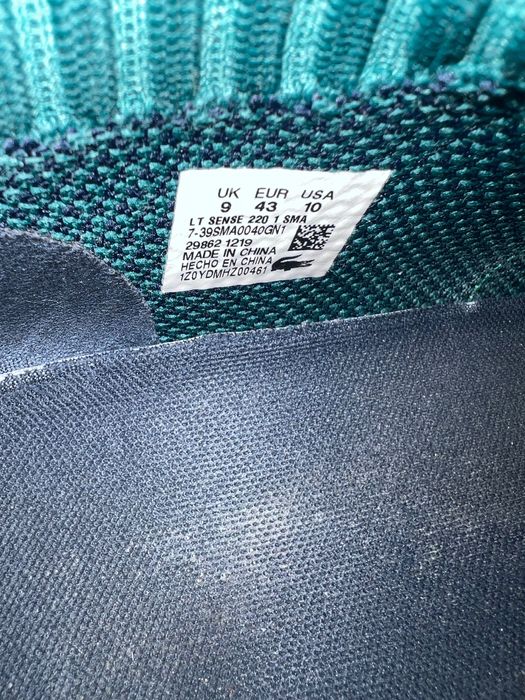 UK EUR USA
9 43 10
LT SENSE 220 1 SMA
7-39SMA0040GN1
29862 1219
MADE IN CHINA
HECHO EN CHINA
1Z0YDMHZ00461